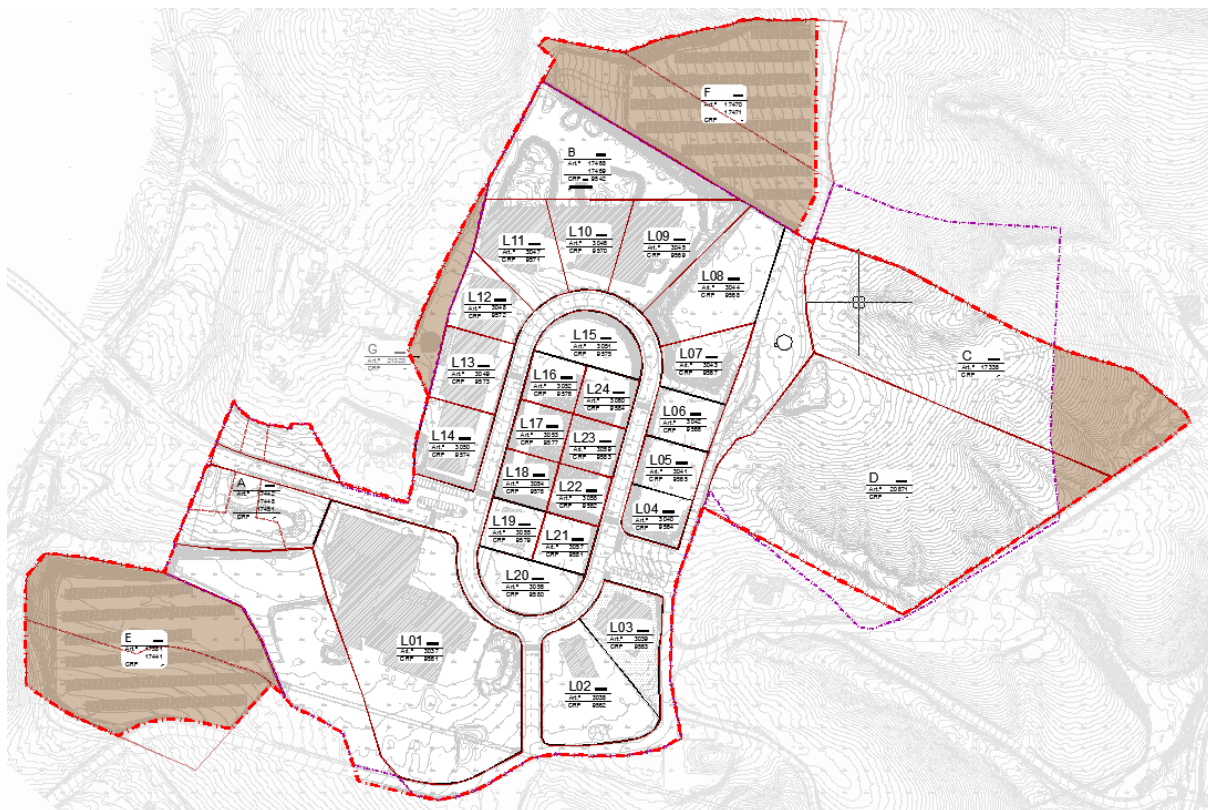 F
Art.º 17470
17471
CRP -
B
Art.º 17488
17489
CRP 9542
L11
Art.º 3047
CRP 9571
L10
Art.º 3046
CRP 9570
L09
Art.º 3045
CRP 9569
L08
Art.º 3044
CRP 9568
L12
Art.º 3048
CRP 9572
L15
Art.º 3051
CRP 9575
G
Art.º
CRP -
L13
Art.º 3049
CRP 9573
L07
Art.º 3043
CRP 9567
C
Art.º 17338
CRP -
L16
Art.º 3052
CRP 9576
L24
Art.º 3060
CRP 9584
L06
Art.º 3042
CRP 9566
L14
Art.º 3050
CRP 9574
L17
Art.º 3053
CRP 9577
L23
Art.º 3059
CRP 9583
L05
Art.º 3041
CRP 9565
L18
Art.º 3054
CRP 9578
L22
Art.º 3058
CRP 9582
L04
Art.º 3040
CRP 9564
D
Art.º 20871
CRP
A
Art.º 17442
17448
17451
CRP -
L19
Art.º 3055
CRP 9579
L21
Art.º 3057
CRP 9581
L20
Art.º 3056
CRP 9580
E
Art.º
17441
CRP -
L01
Art.º 3037
CRP 9561
L03
Art.º 3039
CRP 9563
L02
Art.º 3038
CRP 9562